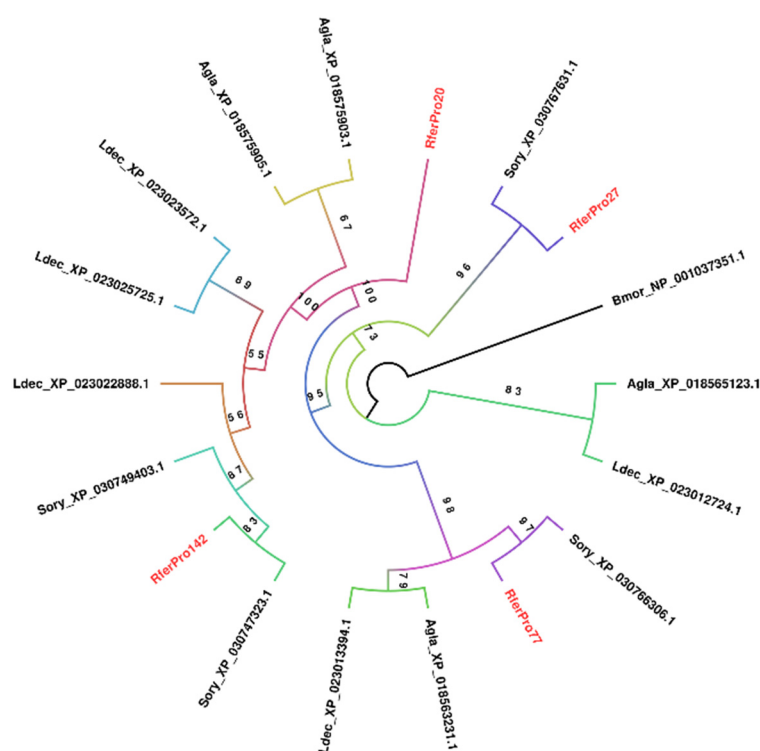 Agla_XP_018575903.1
Agla_XP_018575905.1
RferPro20
Sory_XP_030767631.1
RferPro27
Ldec_XP_023023572.1
Ldec_XP_023025725.1
Bmor_NP_001037351.1
67
96
89
100
100
73
55
95
83
Ldec_XP_023022888.1
Agla_XP_018565123.1
56
Ldec_XP_023012724.1
87
Sory_XP_030749403.1
98
83
97
RferPro142
Sory_XP_030766306.1
79
RferPro77
Sory_XP_030747323.1
Ldec_XP_023013394.1
Agla_XP_018563231.1